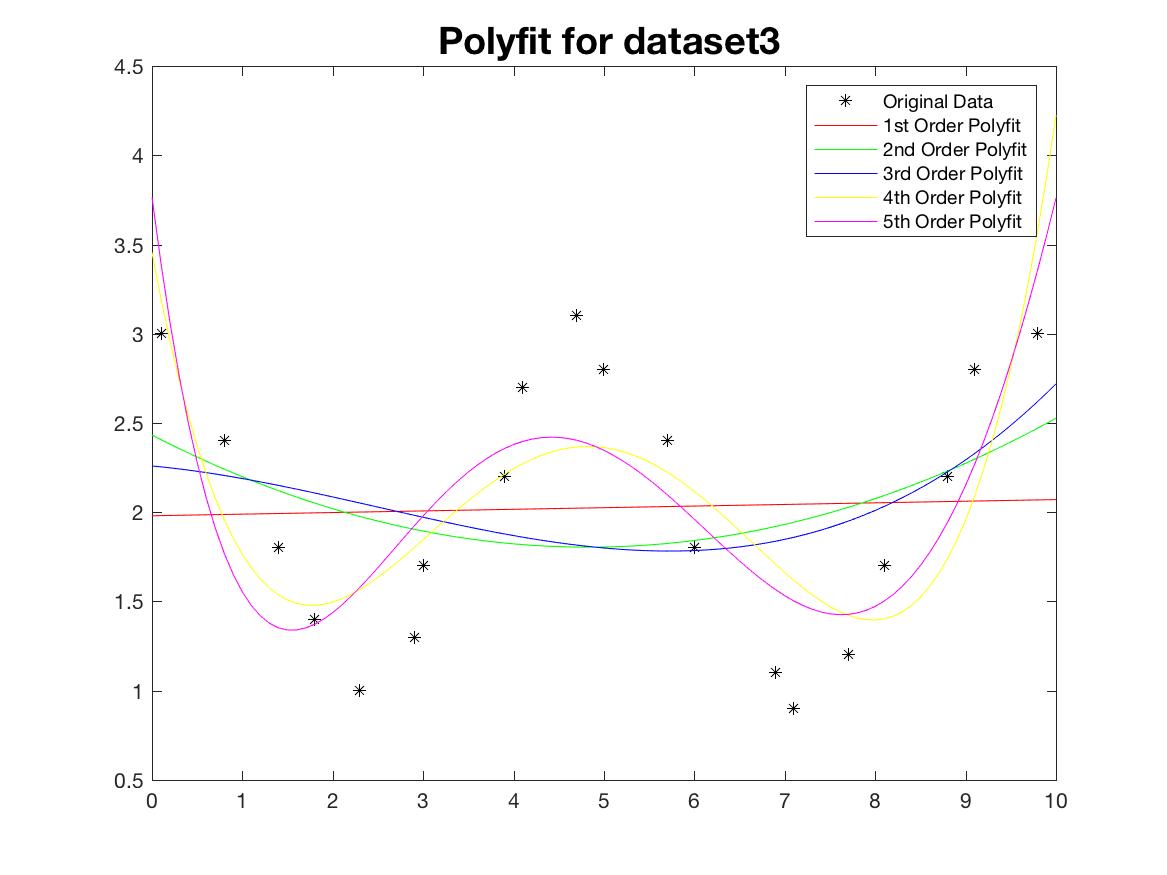 Polyfit for dataset3
4.5
4
3.5
3
2.5
2
1.5
1
0.5
Original Data
1st Order Polyfit
2nd Order Polyfit
3rd Order Polyfit
4th Order Polyfit
5th Order Polyfit
0 1 2 3 4 5 6 7 8 9 10